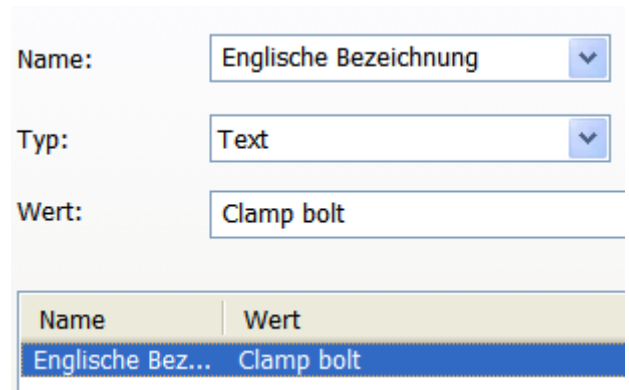 Name: Englische Bezeichnung
Typ: Text
Wert: Clamp bolt
Name Wert
Englische Bez... Clamp bolt